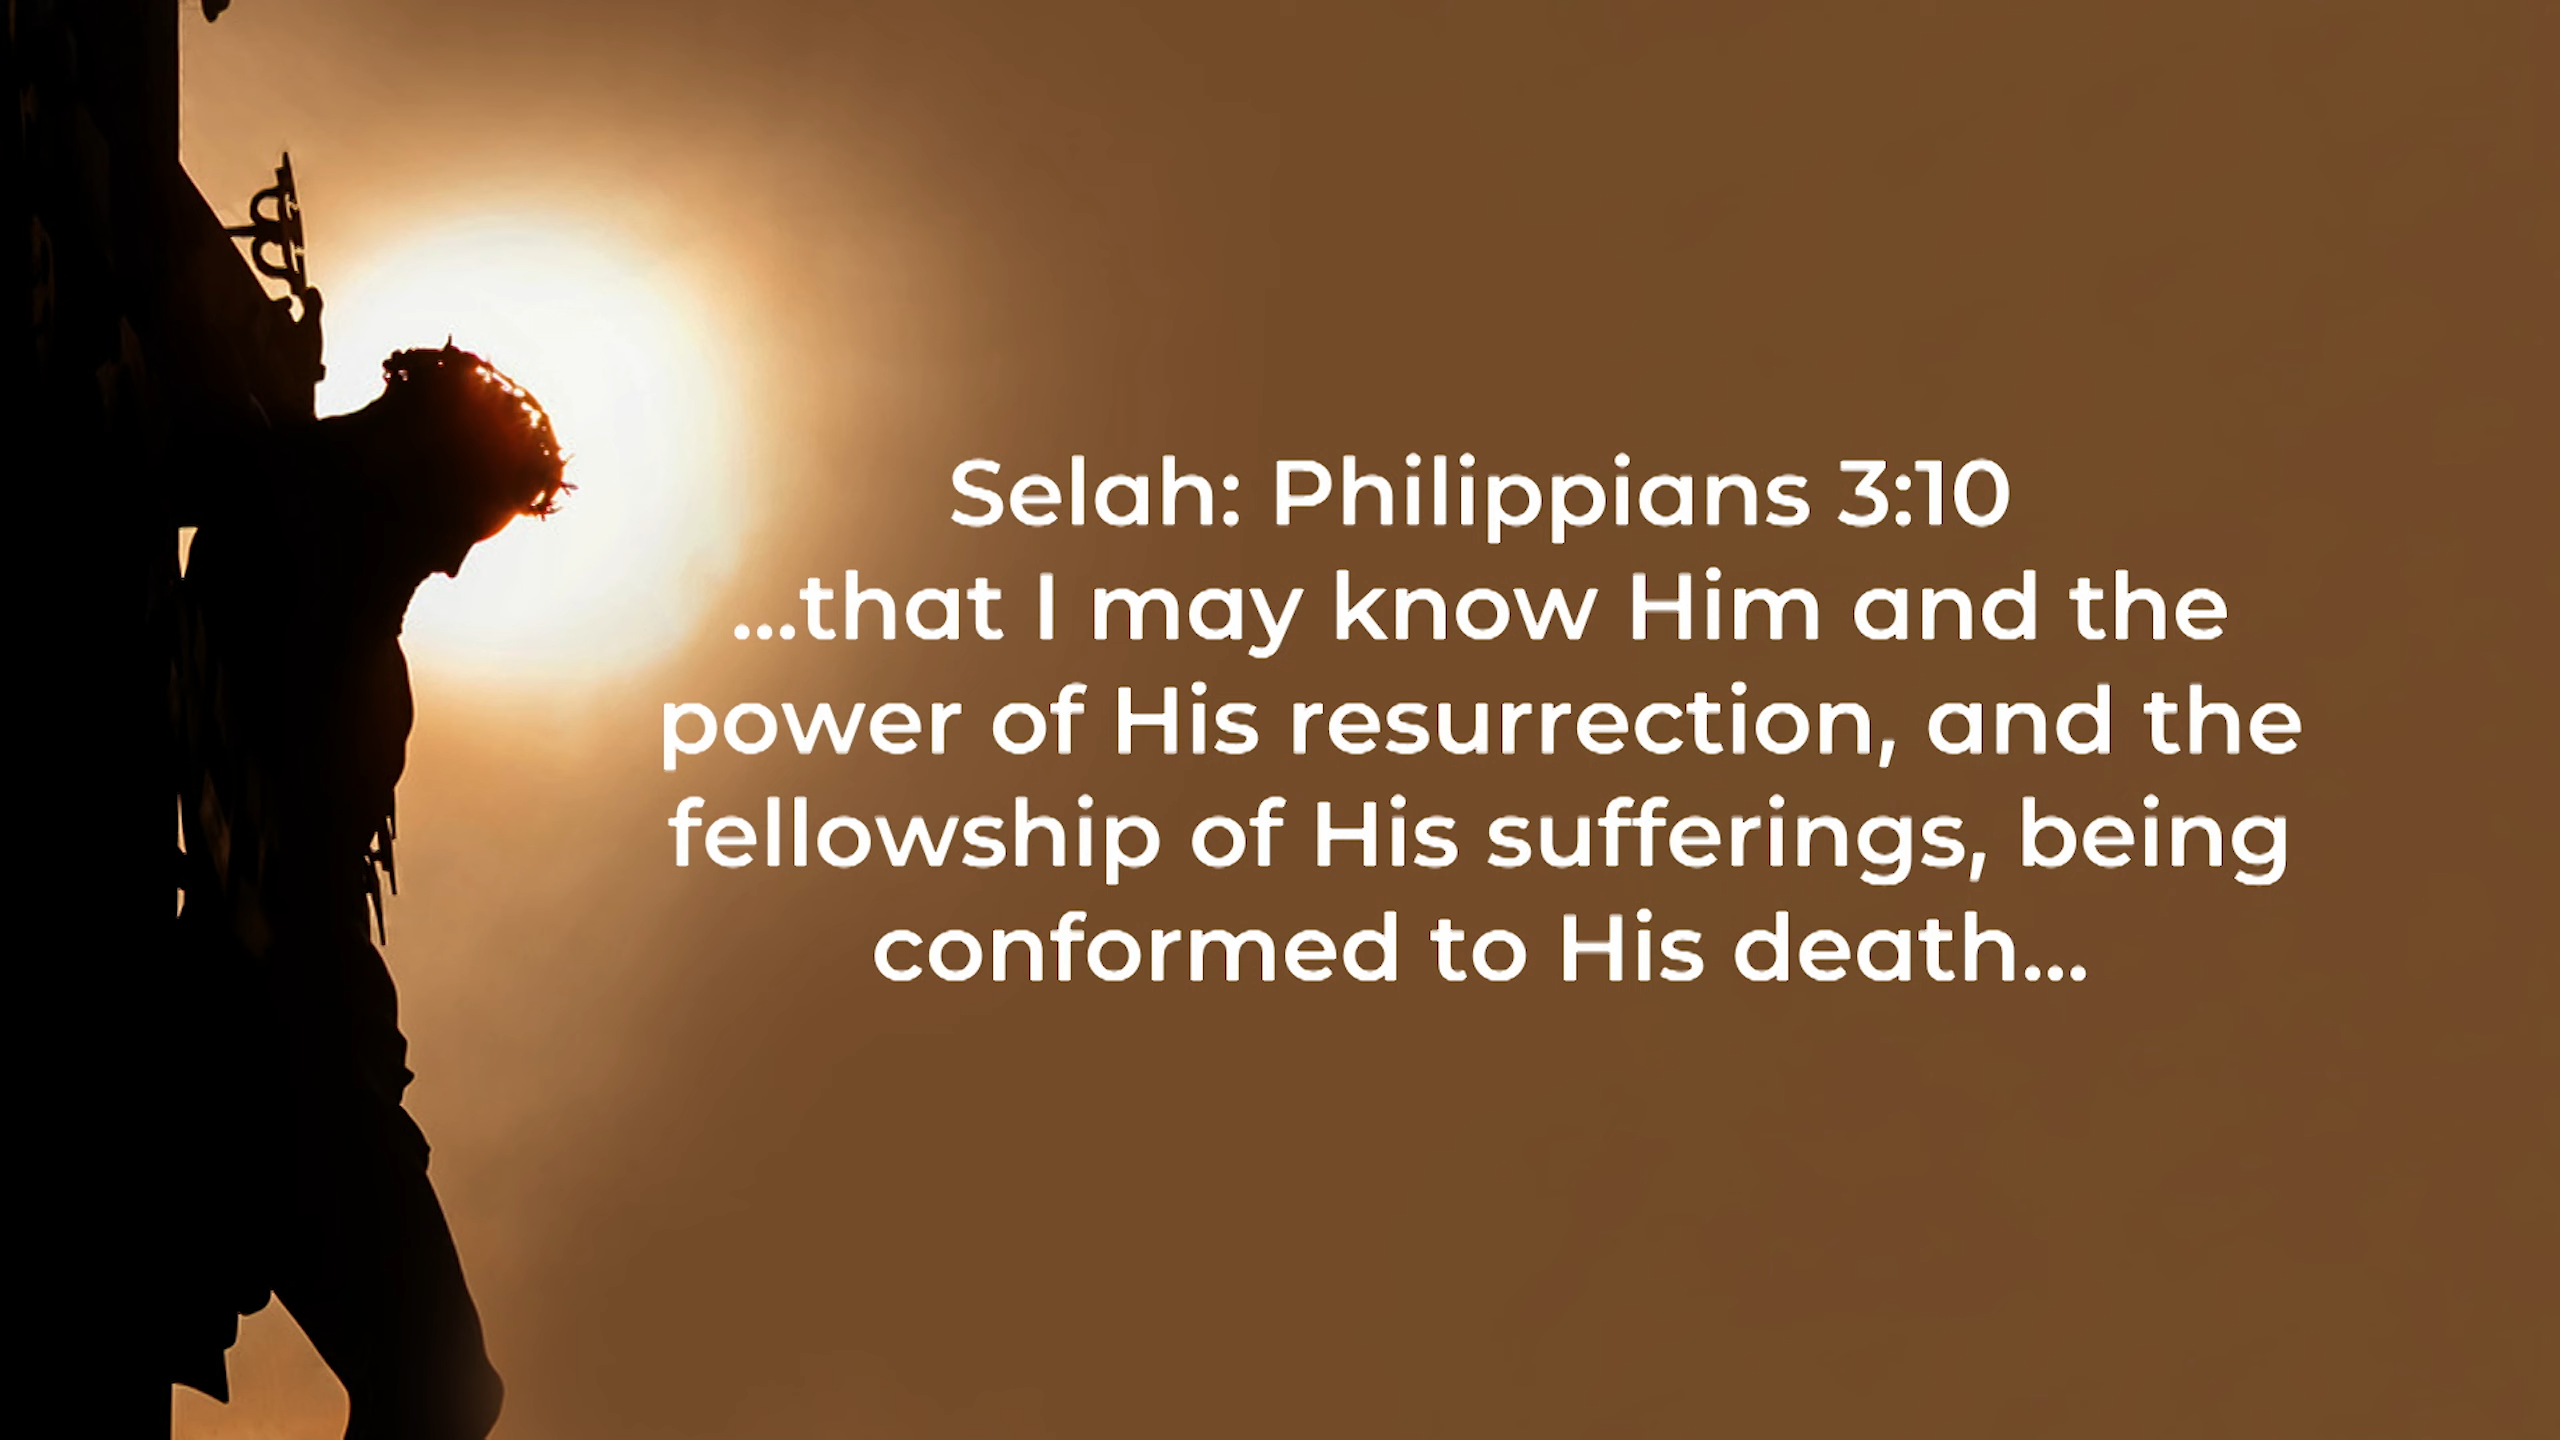 Selah: Philippians 3:10
...that I may know Him and the
power of His resurrection, and the
fellowship of His sufferings, being
conformed to His death...